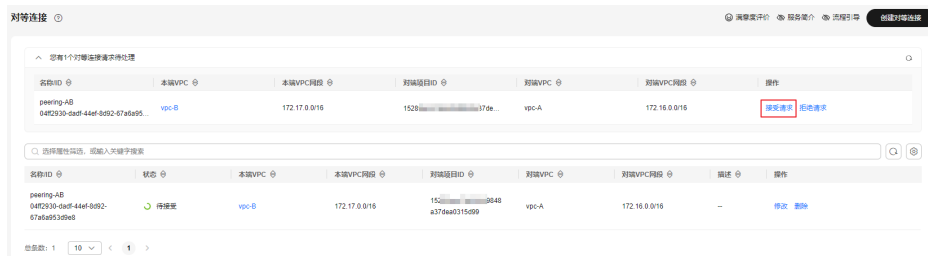 对等连接
满意度评价 服务简介 流程引导 创建对等连接
您有1个对等连接请求待处理
名称/ID 本端VPC 本端VPC网段 对端项目ID 对端VPC 对端VPC网段 操作
peering-AB
04ff2930-dadf-44ef-8d92-67a6a95... vpc-B 172.17.0.0/16 1528 37de... vpc-A 172.16.0.0/16 接受请求 拒绝请求
选择属性筛选，或输入关键字搜索
名称/ID 状态 本端VPC 本端VPC网段 对端项目ID 对端VPC 对端VPC网段 描述 操作
peering-AB
04ff2930-dadf-44ef-8d92-
67a6a953d9e8
待接受 vpc-B 172.17.0.0/16
152 9848
a37dea0315d99
vpc-A 172.16.0.0/16 -- 修改 删除
总条数：1 10 1